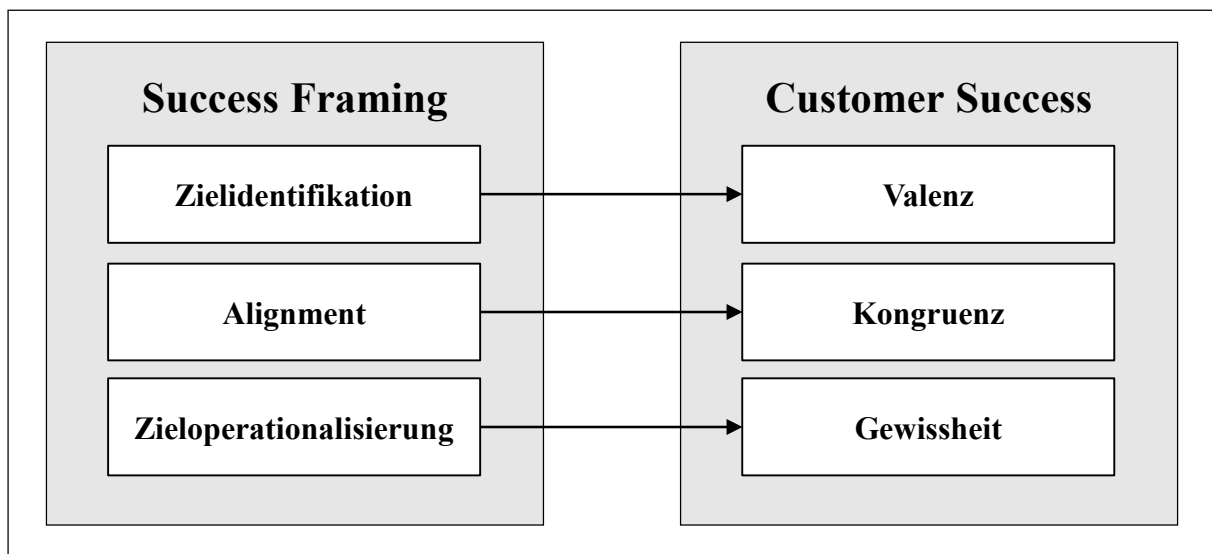 Success Framing
Zielidentifikation
Alignment
Zieloperationalisierung
Customer Success
Valenz
Kongruenz
Gewissheit